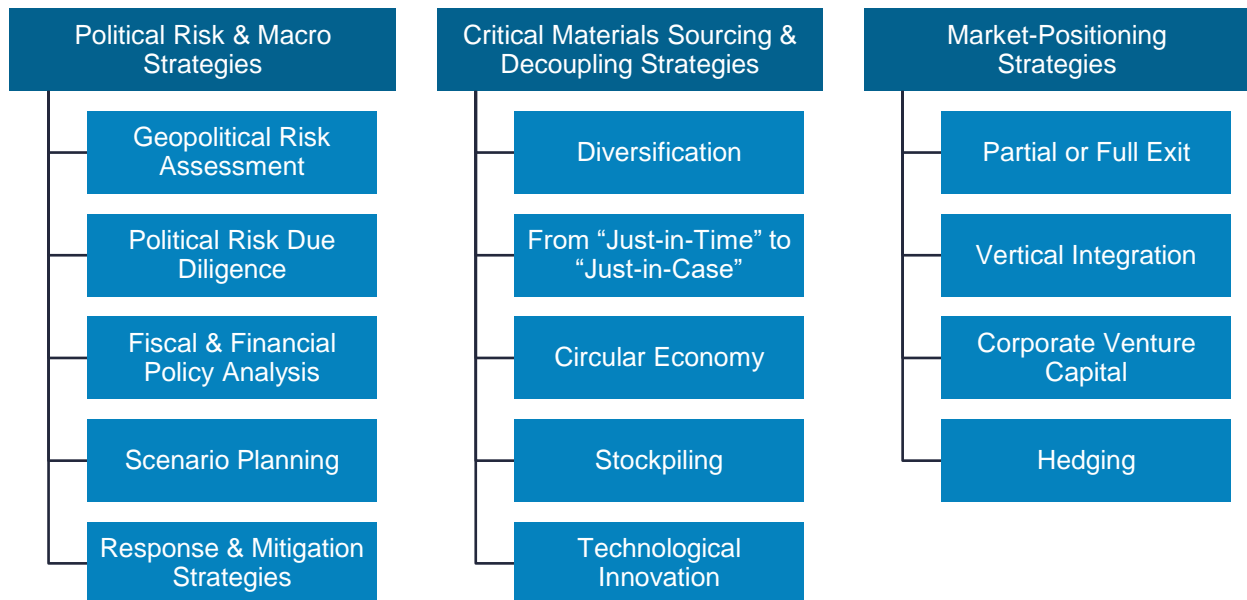 Political Risk & Macro
Strategies
Geopolitical Risk
Assessment
Political Risk Due
Diligence
Fiscal & Financial
Policy Analysis
Scenario Planning
Response & Mitigation
Strategies
Critical Materials Sourcing &
Decoupling Strategies
Diversification
From “Just-in-Time” to
“Just-in-Case”
Circular Economy
Stockpiling
Technological
Innovation
Market-Positioning
Strategies
Partial or Full Exit
Vertical Integration
Corporate Venture
Capital
Hedging